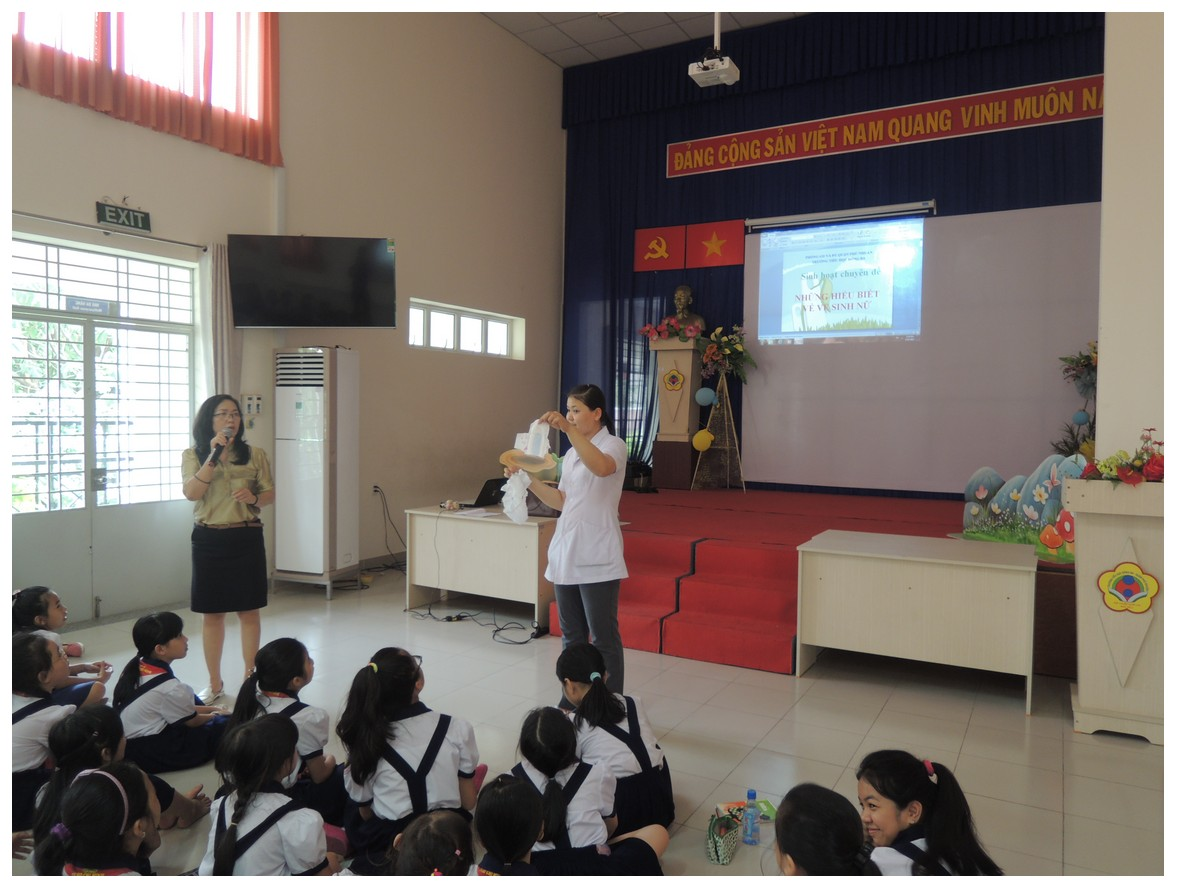 EXIT
ĐẢNG CỘNG SẢN VIỆT NAM QUANG VINH MUÔN NĂ
Sinh hoạt chuyên đề
NHỮNG HIỂU BIẾT
VỀ VỆ SINH NỮ